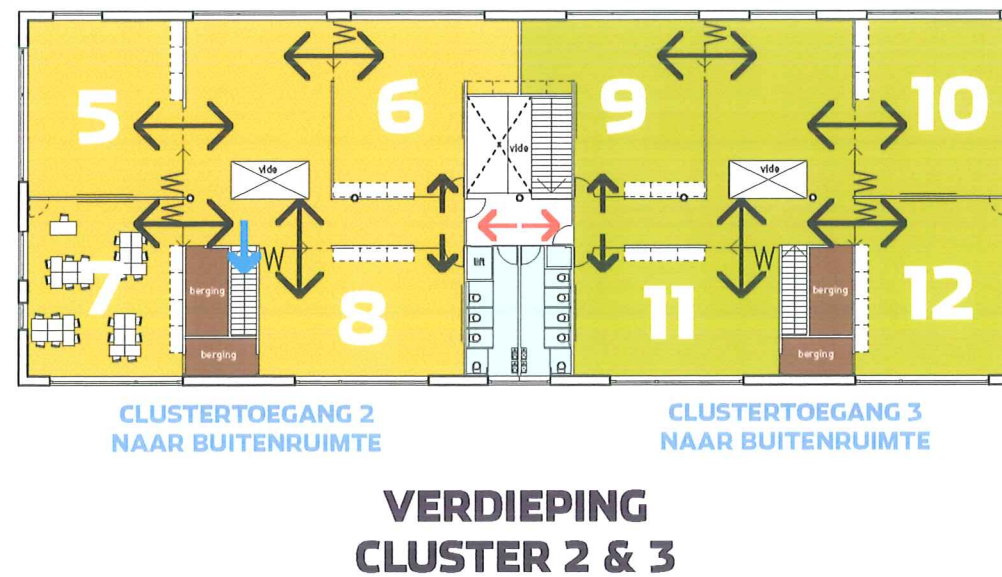 5
6
9
10
vide
vide
vide
7
8
11
12
lift
berging
berging
berging
berging
CLUSTERTOEGANG 2
NAAR BUITENRUIMTE
CLUSTERTOEGANG 3
NAAR BUITENRUIMTE
VERDIEPING
CLUSTER 2 & 3